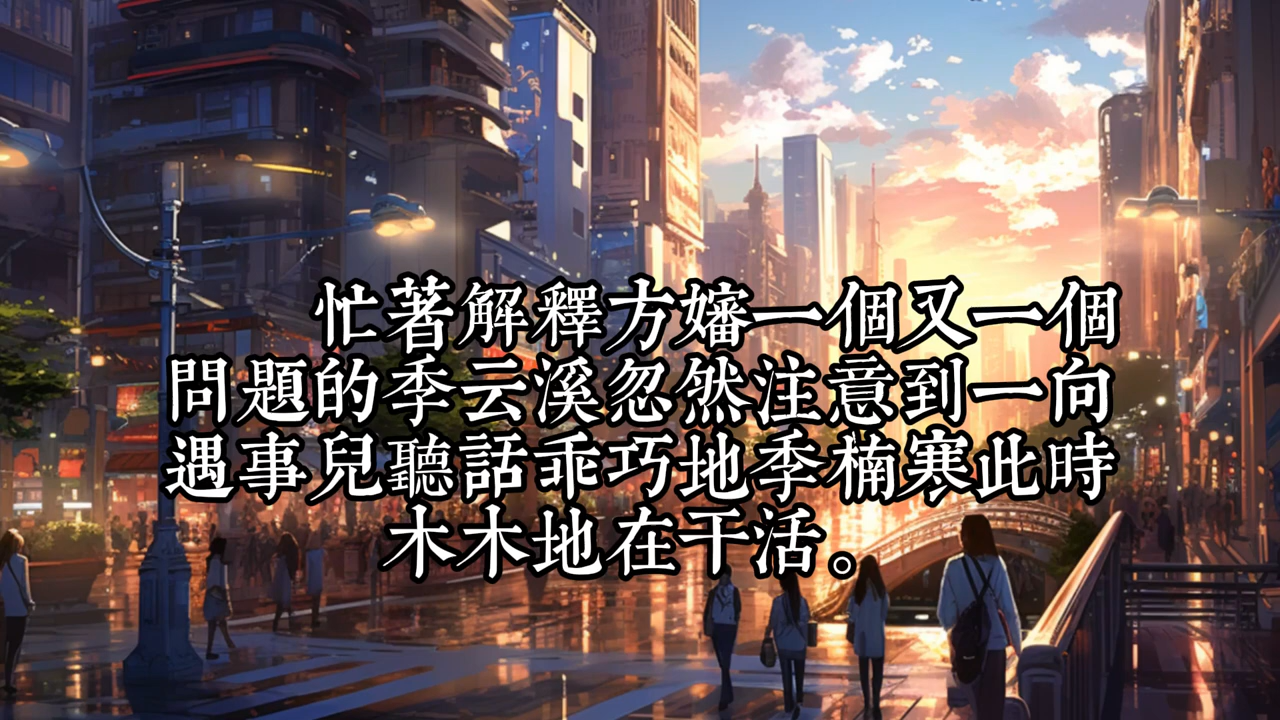 忙著解釋方嬸一個又一個
問題的季云溪忽然注意到一向
遇事兒聽話乖巧地季楠寒此時
木木地在干活。